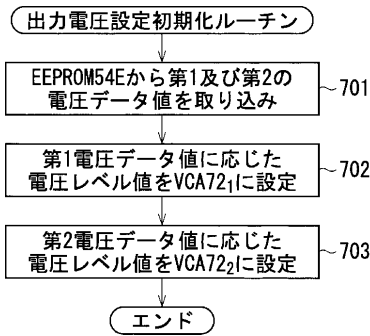 出力電圧設定初期化ルーチン
EEPROM54Eから第1及び第2の
電圧データ値を取り込み
701
第1電圧データ値に応じた
電圧レベル値をVCA72₁に設定
702
第2電圧データ値に応じた
電圧レベル値をVCA72₂に設定
703
エンド